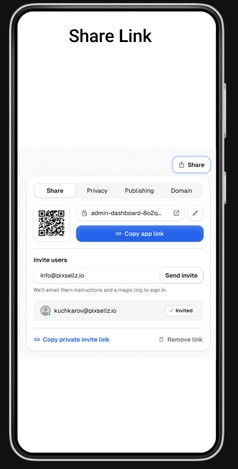 Share Link
Share
Share Privacy Publishing Domain
admin-dashboard-8o2q...
Copy app link
Invite users
info@pixsellz.io Send invite
We'll email them instructions and a magic link to sign in.
kuchkarov@pixsellz.io Invited
Copy private invite link Remove link